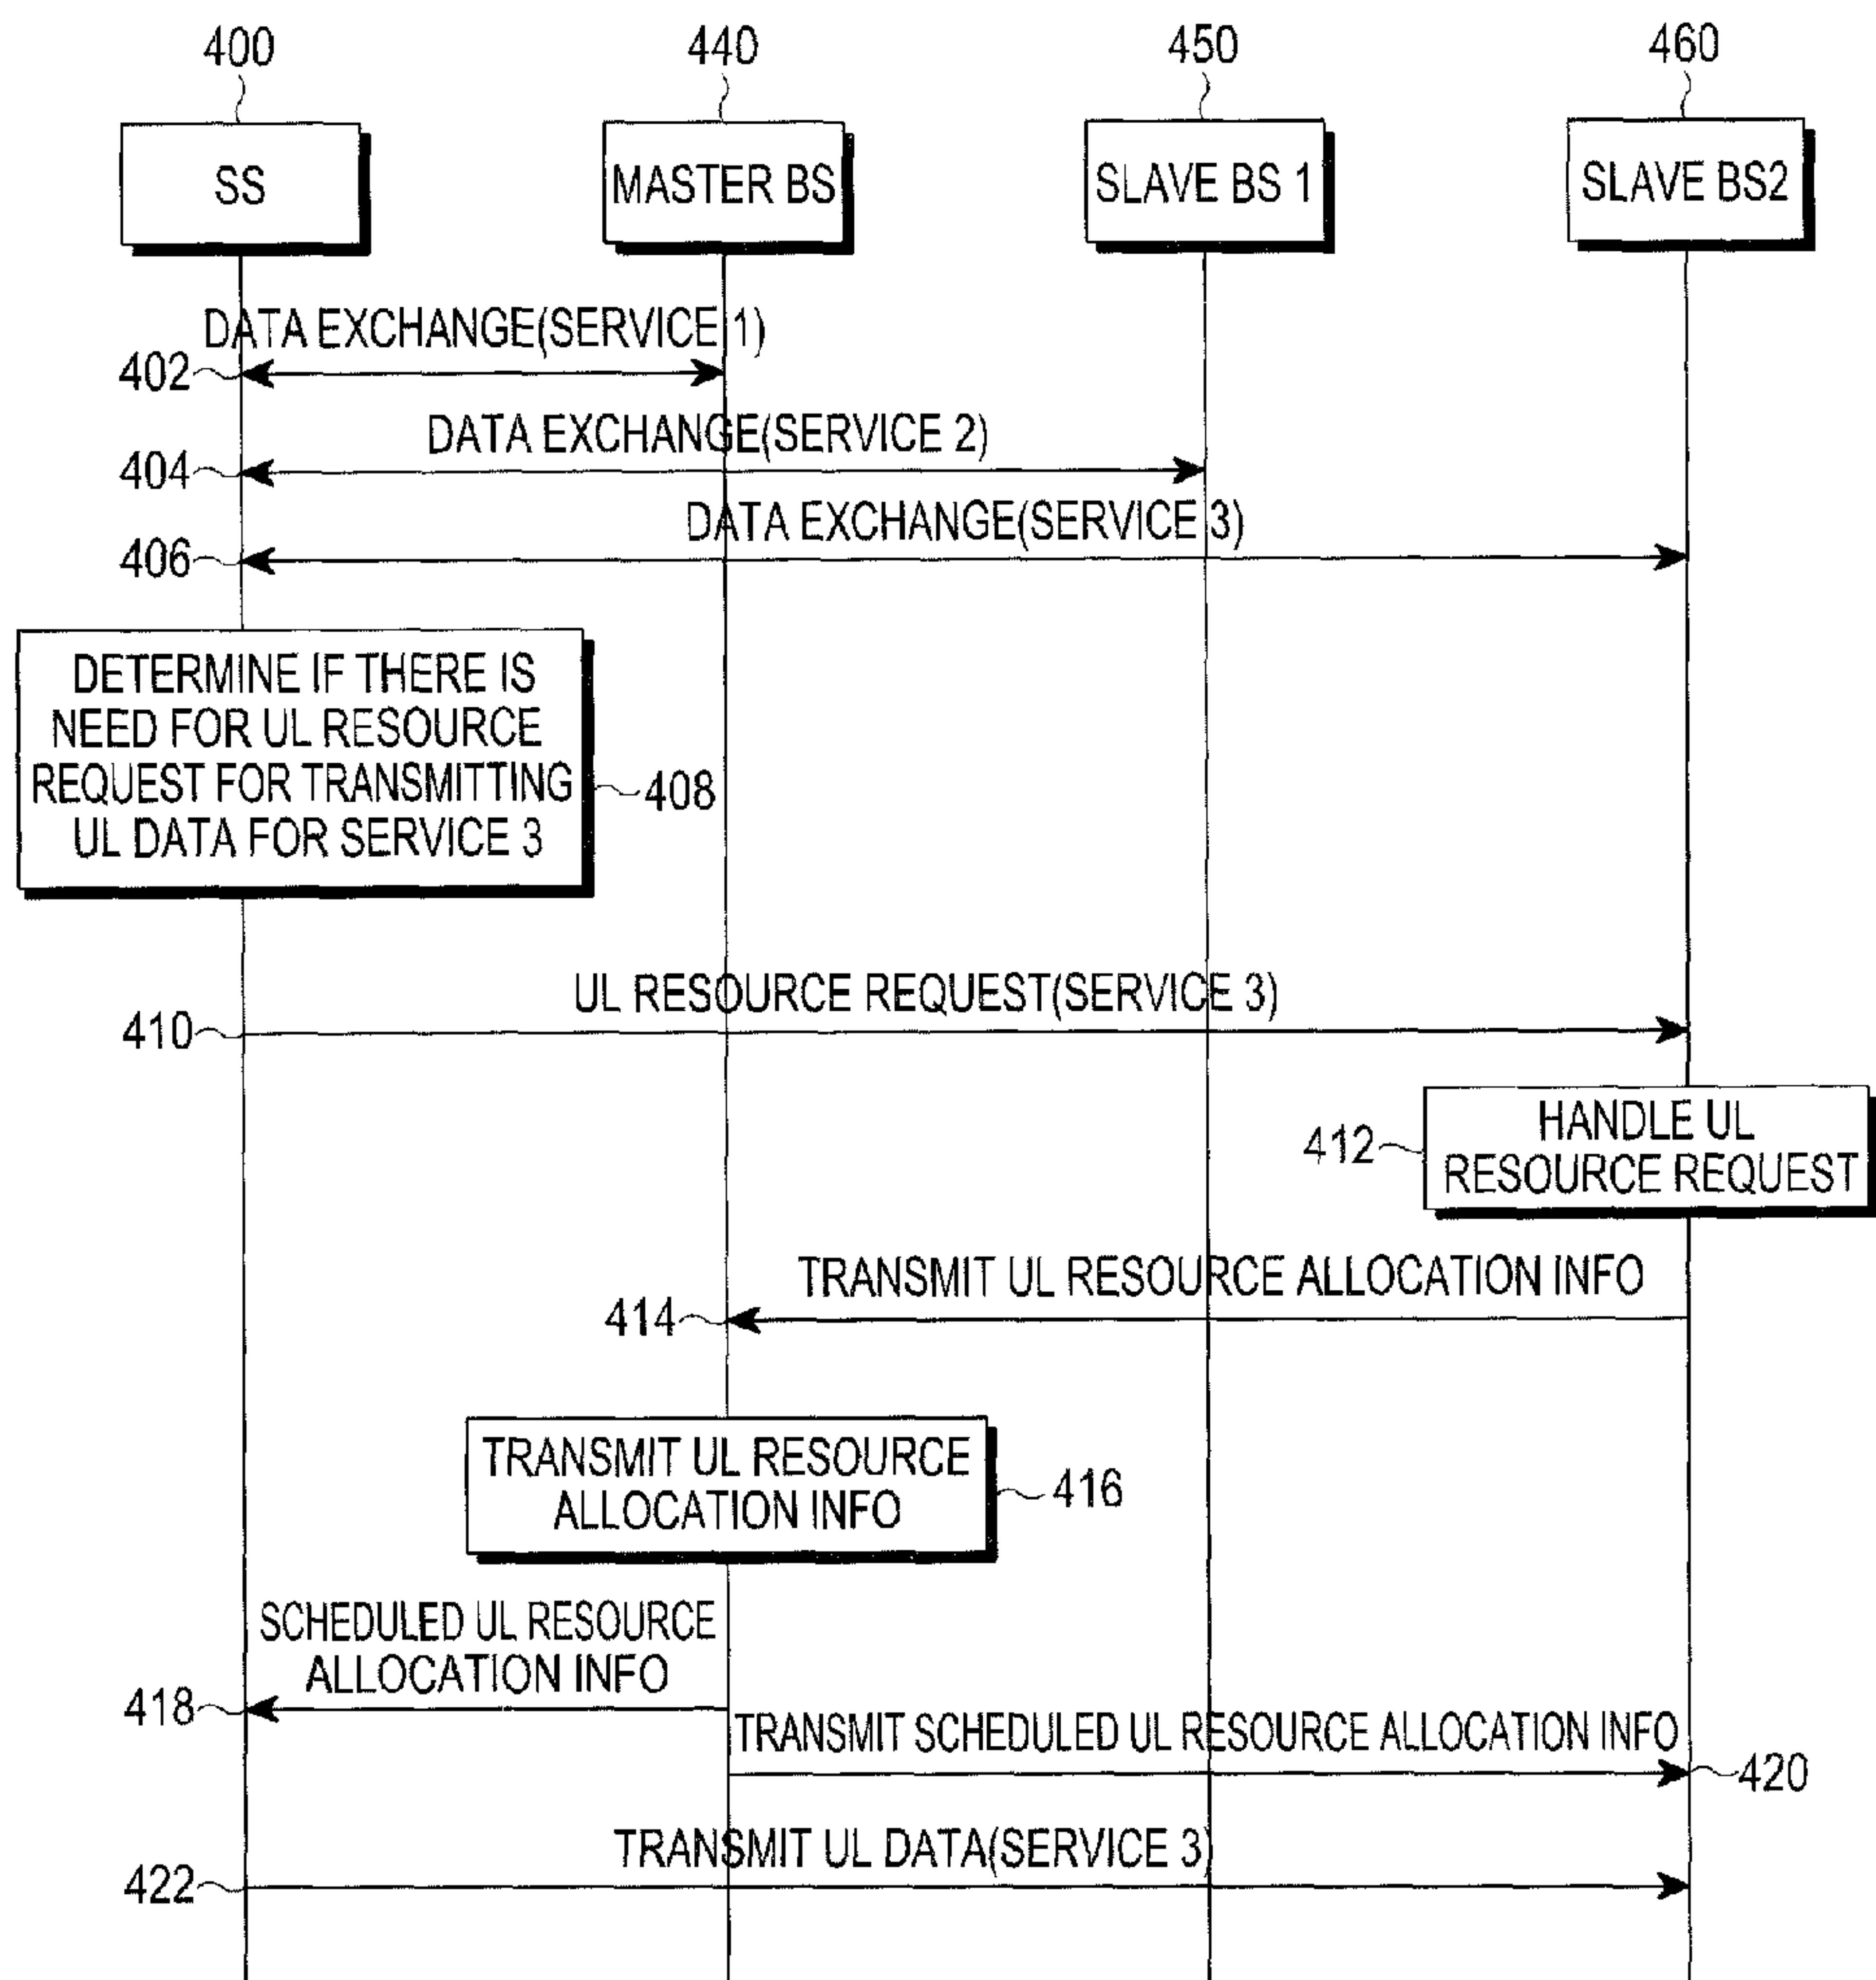 400
440
450
460
SS
MASTER BS
SLAVE BS 1
SLAVE BS2
DATA EXCHANGE(SERVICE 1)
402
DATA EXCHANGE(SERVICE 2)
404
DATA EXCHANGE(SERVICE 3)
406
DETERMINE IF THERE IS
NEED FOR UL RESOURCE
REQUEST FOR TRANSMITTING
UL DATA FOR SERVICE 3
408
UL RESOURCE REQUEST(SERVICE 3)
410
HANDLE UL
RESOURCE REQUEST
412
TRANSMIT UL RESOURCE ALLOCATION INFO
414
TRANSMIT UL RESOURCE
ALLOCATION INFO
416
SCHEDULED UL RESOURCE
ALLOCATION INFO
418
TRANSMIT SCHEDULED UL RESOURCE ALLOCATION INFO
420
TRANSMIT UL DATA(SERVICE 3)
422